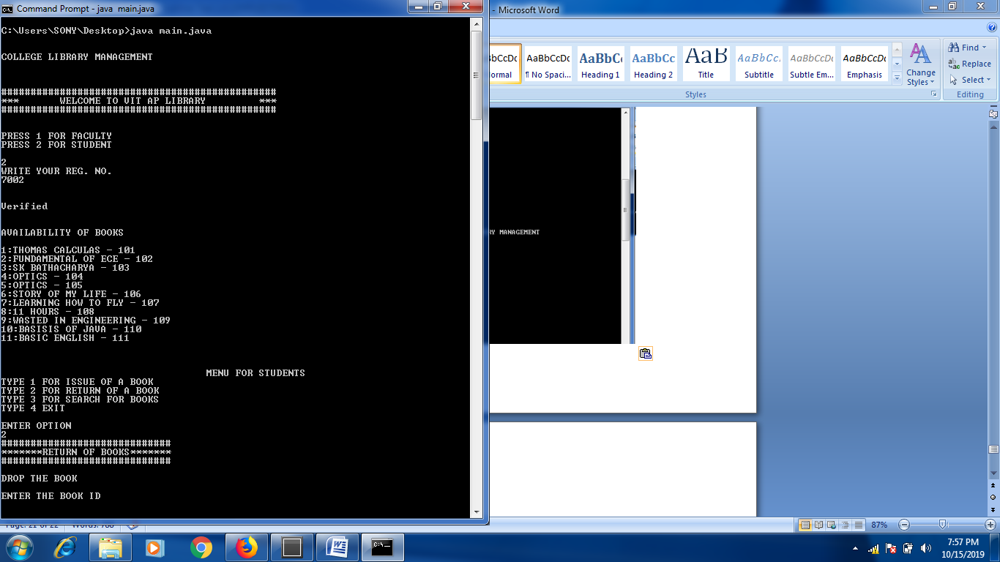 Command Prompt - java  main.java
- Microsoft Word
C:\Users\SONY\Desktop>java main.java
COLLEGE LIBRARY MANAGEMENT
###############################################
***       WELCOME TO VIT AP LIBRARY         ***
###############################################
PRESS 1 FOR FACULTY
PRESS 2 FOR STUDENT
2
WRITE YOUR REG. NO.
7002
Verified
AVAILABILITY OF BOOKS
1:THOMAS CALCULAS - 101
2:FUNDAMENTAL OF ECE - 102
3:SK BATHACHARYA - 103
4:OPTICS - 104
5:OPTICS - 105
6:STORY OF MY LIFE - 106
7:LEARNING HOW TO FLY - 107
8:11 HOURS - 108
9:WASTED IN ENGINEERING - 109
10:BASISIS OF JAVA - 110
11:BASIC ENGLISH - 111
MENU FOR STUDENTS
TYPE 1 FOR ISSUE OF A BOOK
TYPE 2 FOR RETURN OF A BOOK
TYPE 3 FOR SEARCH FOR BOOKS
TYPE 4 EXIT
ENTER OPTION
2
#############################
*******RETURN OF BOOKS*******
#############################
DROP THE BOOK
ENTER THE BOOK ID
bCcDc AaBbCcDc AaBbCc AaBbCc AaB AaBbCc. AaBbCcDc AaBbCcDc
ormal ¶ No Spaci... Heading 1 Heading 2 Title Subtitle Subtle Em... Emphasis
Change Styles
Styles
Find
Replace
Select
Editing
RY MANAGEMENT
Page: 21 of 22 Words: 788
87%
7:57 PM
10/15/2019